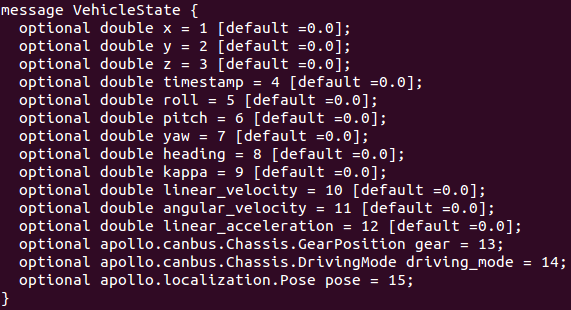 message VehicleState {
  optional double x = 1 [default =0.0];
  optional double y = 2 [default =0.0];
  optional double z = 3 [default =0.0];
  optional double timestamp = 4 [default =0.0];
  optional double roll = 5 [default =0.0];
  optional double pitch = 6 [default =0.0];
  optional double yaw = 7 [default =0.0];
  optional double heading = 8 [default =0.0];
  optional double kappa = 9 [default =0.0];
  optional double linear_velocity = 10 [default =0.0];
  optional double angular_velocity = 11 [default =0.0];
  optional double linear_acceleration = 12 [default =0.0];
  optional apollo.canbus.Chassis.GearPosition gear = 13;
  optional apollo.canbus.Chassis.DrivingMode driving_mode = 14;
  optional apollo.localization.Pose pose = 15;
}